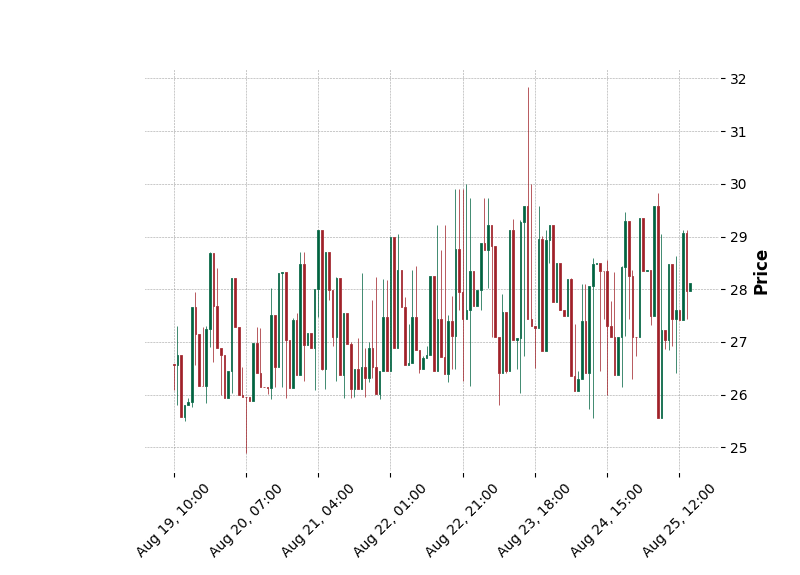 32
31
30
29
28
27
26
25
Price
Aug 19, 10:00
Aug 20, 07:00
Aug 21, 04:00
Aug 22, 01:00
Aug 22, 21:00
Aug 23, 18:00
Aug 24, 15:00
Aug 25, 12:00